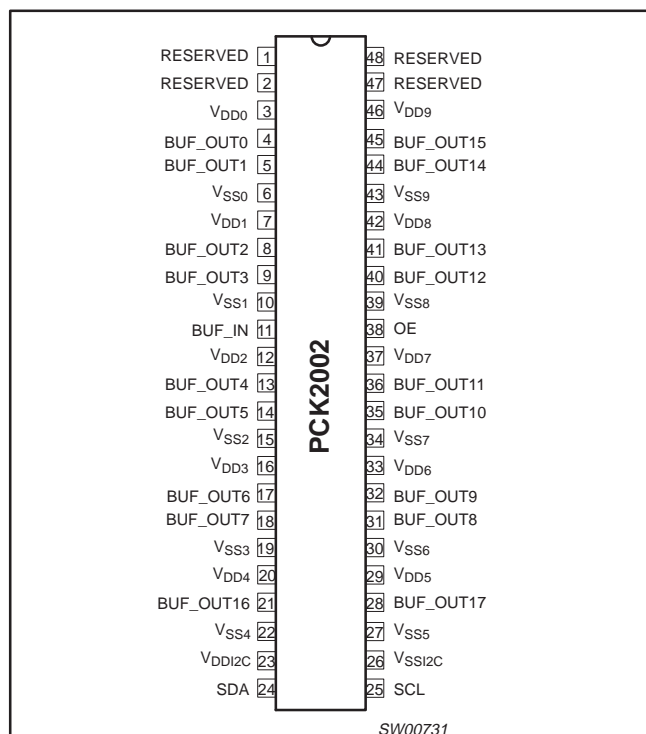 RESERVED 1 48 RESERVED
RESERVED 2 47 RESERVED
VDD0 3 46 VDD9
BUF_OUT0 4 45 BUF_OUT15
BUF_OUT1 5 44 BUF_OUT14
VSS0 6 43 VSS9
VDD1 7 42 VDD8
BUF_OUT2 8 41 BUF_OUT13
BUF_OUT3 9 40 BUF_OUT12
VSS1 10 39 VSS8
BUF_IN 11 38 OE
VDD2 12 37 VDD7
BUF_OUT4 13 36 BUF_OUT11
BUF_OUT5 14 35 BUF_OUT10
VSS2 15 34 VSS7
VDD3 16 33 VDD6
BUF_OUT6 17 32 BUF_OUT9
BUF_OUT7 18 31 BUF_OUT8
VSS3 19 30 VSS6
VDD4 20 29 VDD5
BUF_OUT16 21 28 BUF_OUT17
VSS4 22 27 VSS5
VDDI2C 23 26 VSSI2C
SDA 24 25 SCL
PCK2002
SW00731